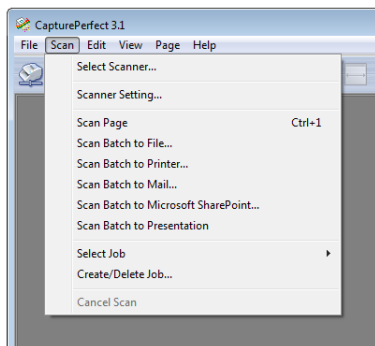 CapturePerfect 3.1
File Scan Edit View Page Help
Select Scanner...
Scanner Setting...
Scan Page Ctrl+1
Scan Batch to File...
Scan Batch to Printer...
Scan Batch to Mail...
Scan Batch to Microsoft SharePoint...
Scan Batch to Presentation
Select Job
Create/Delete Job...
Cancel Scan